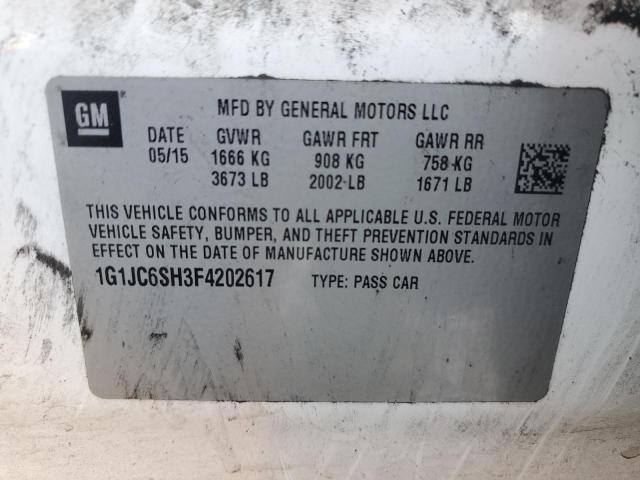 GM
MFD BY GENERAL MOTORS LLC
DATE GVWR GAWR FRT GAWR RR
05/15 1666 KG 908 KG 758 KG
3673 LB 2002 LB 1671 LB
THIS VEHICLE CONFORMS TO ALL APPLICABLE U.S. FEDERAL MOTOR
VEHICLE SAFETY, BUMPER, AND THEFT PREVENTION STANDARDS IN
EFFECT ON THE DATE OF MANUFACTURE SHOWN ABOVE.
1G1JC6SH3F4202617 TYPE: PASS CAR